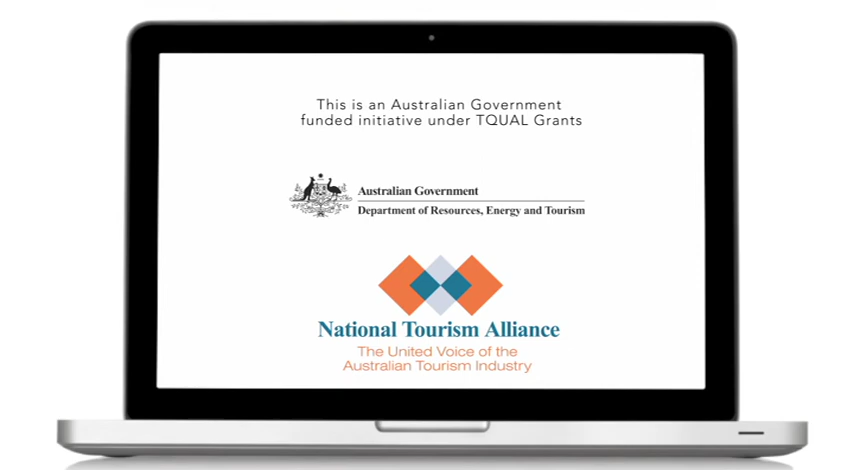 This is an Australian Government
funded initiative under TQUAL Grants
Australian Government
Department of Resources, Energy and Tourism
National Tourism Alliance
The United Voice of the
Australian Tourism Industry